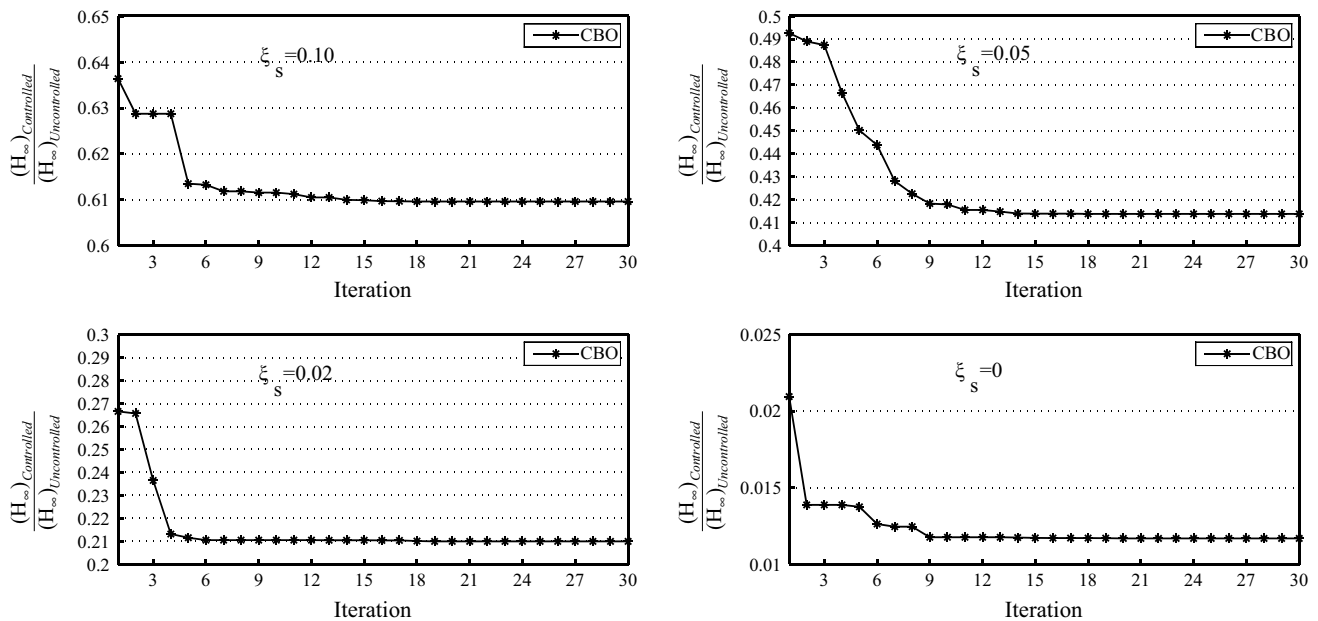 0.65
0.64
0.63
0.62
0.61
0.6
(H∞)Controlled
(H∞)Uncontrolled
ξs=0.10
CBO
3 6 9 12 15 18 21 24 27 30
Iteration
0.5
0.49
0.48
0.47
0.46
0.45
0.44
0.43
0.42
0.41
0.4
(H∞)Controlled
(H∞)Uncontrolled
ξs=0.05
CBO
3 6 9 12 15 18 21 24 27 30
Iteration
0.3
0.29
0.28
0.27
0.26
0.25
0.24
0.23
0.22
0.21
0.2
(H∞)Controlled
(H∞)Uncontrolled
ξs=0.02
CBO
3 6 9 12 15 18 21 24 27 30
Iteration
0.025
0.02
0.015
0.01
(H∞)Controlled
(H∞)Uncontrolled
ξs=0
CBO
3 6 9 12 15 18 21 24 27 30
Iteration